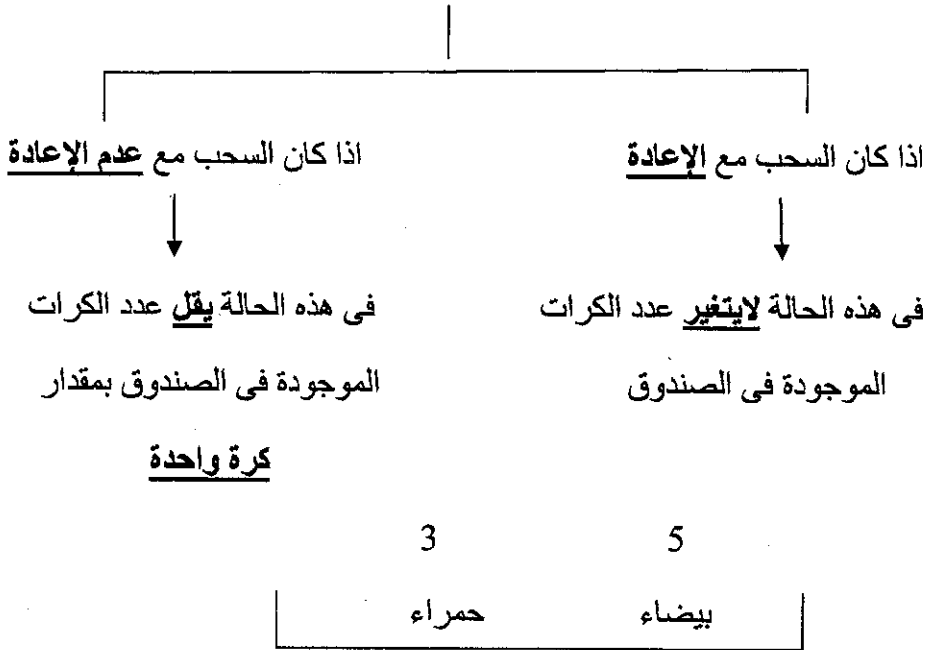 اذا كان السحب مع الإعادة
اذا كان السحب مع عدم الإعادة
فى هذه الحالة لايتغير عدد الكرات
الموجودة فى الصندوق
فى هذه الحالة يقل عدد الكرات
الموجودة فى الصندوق بمقدار
كرة واحدة
5 3
بيضاء حمراء